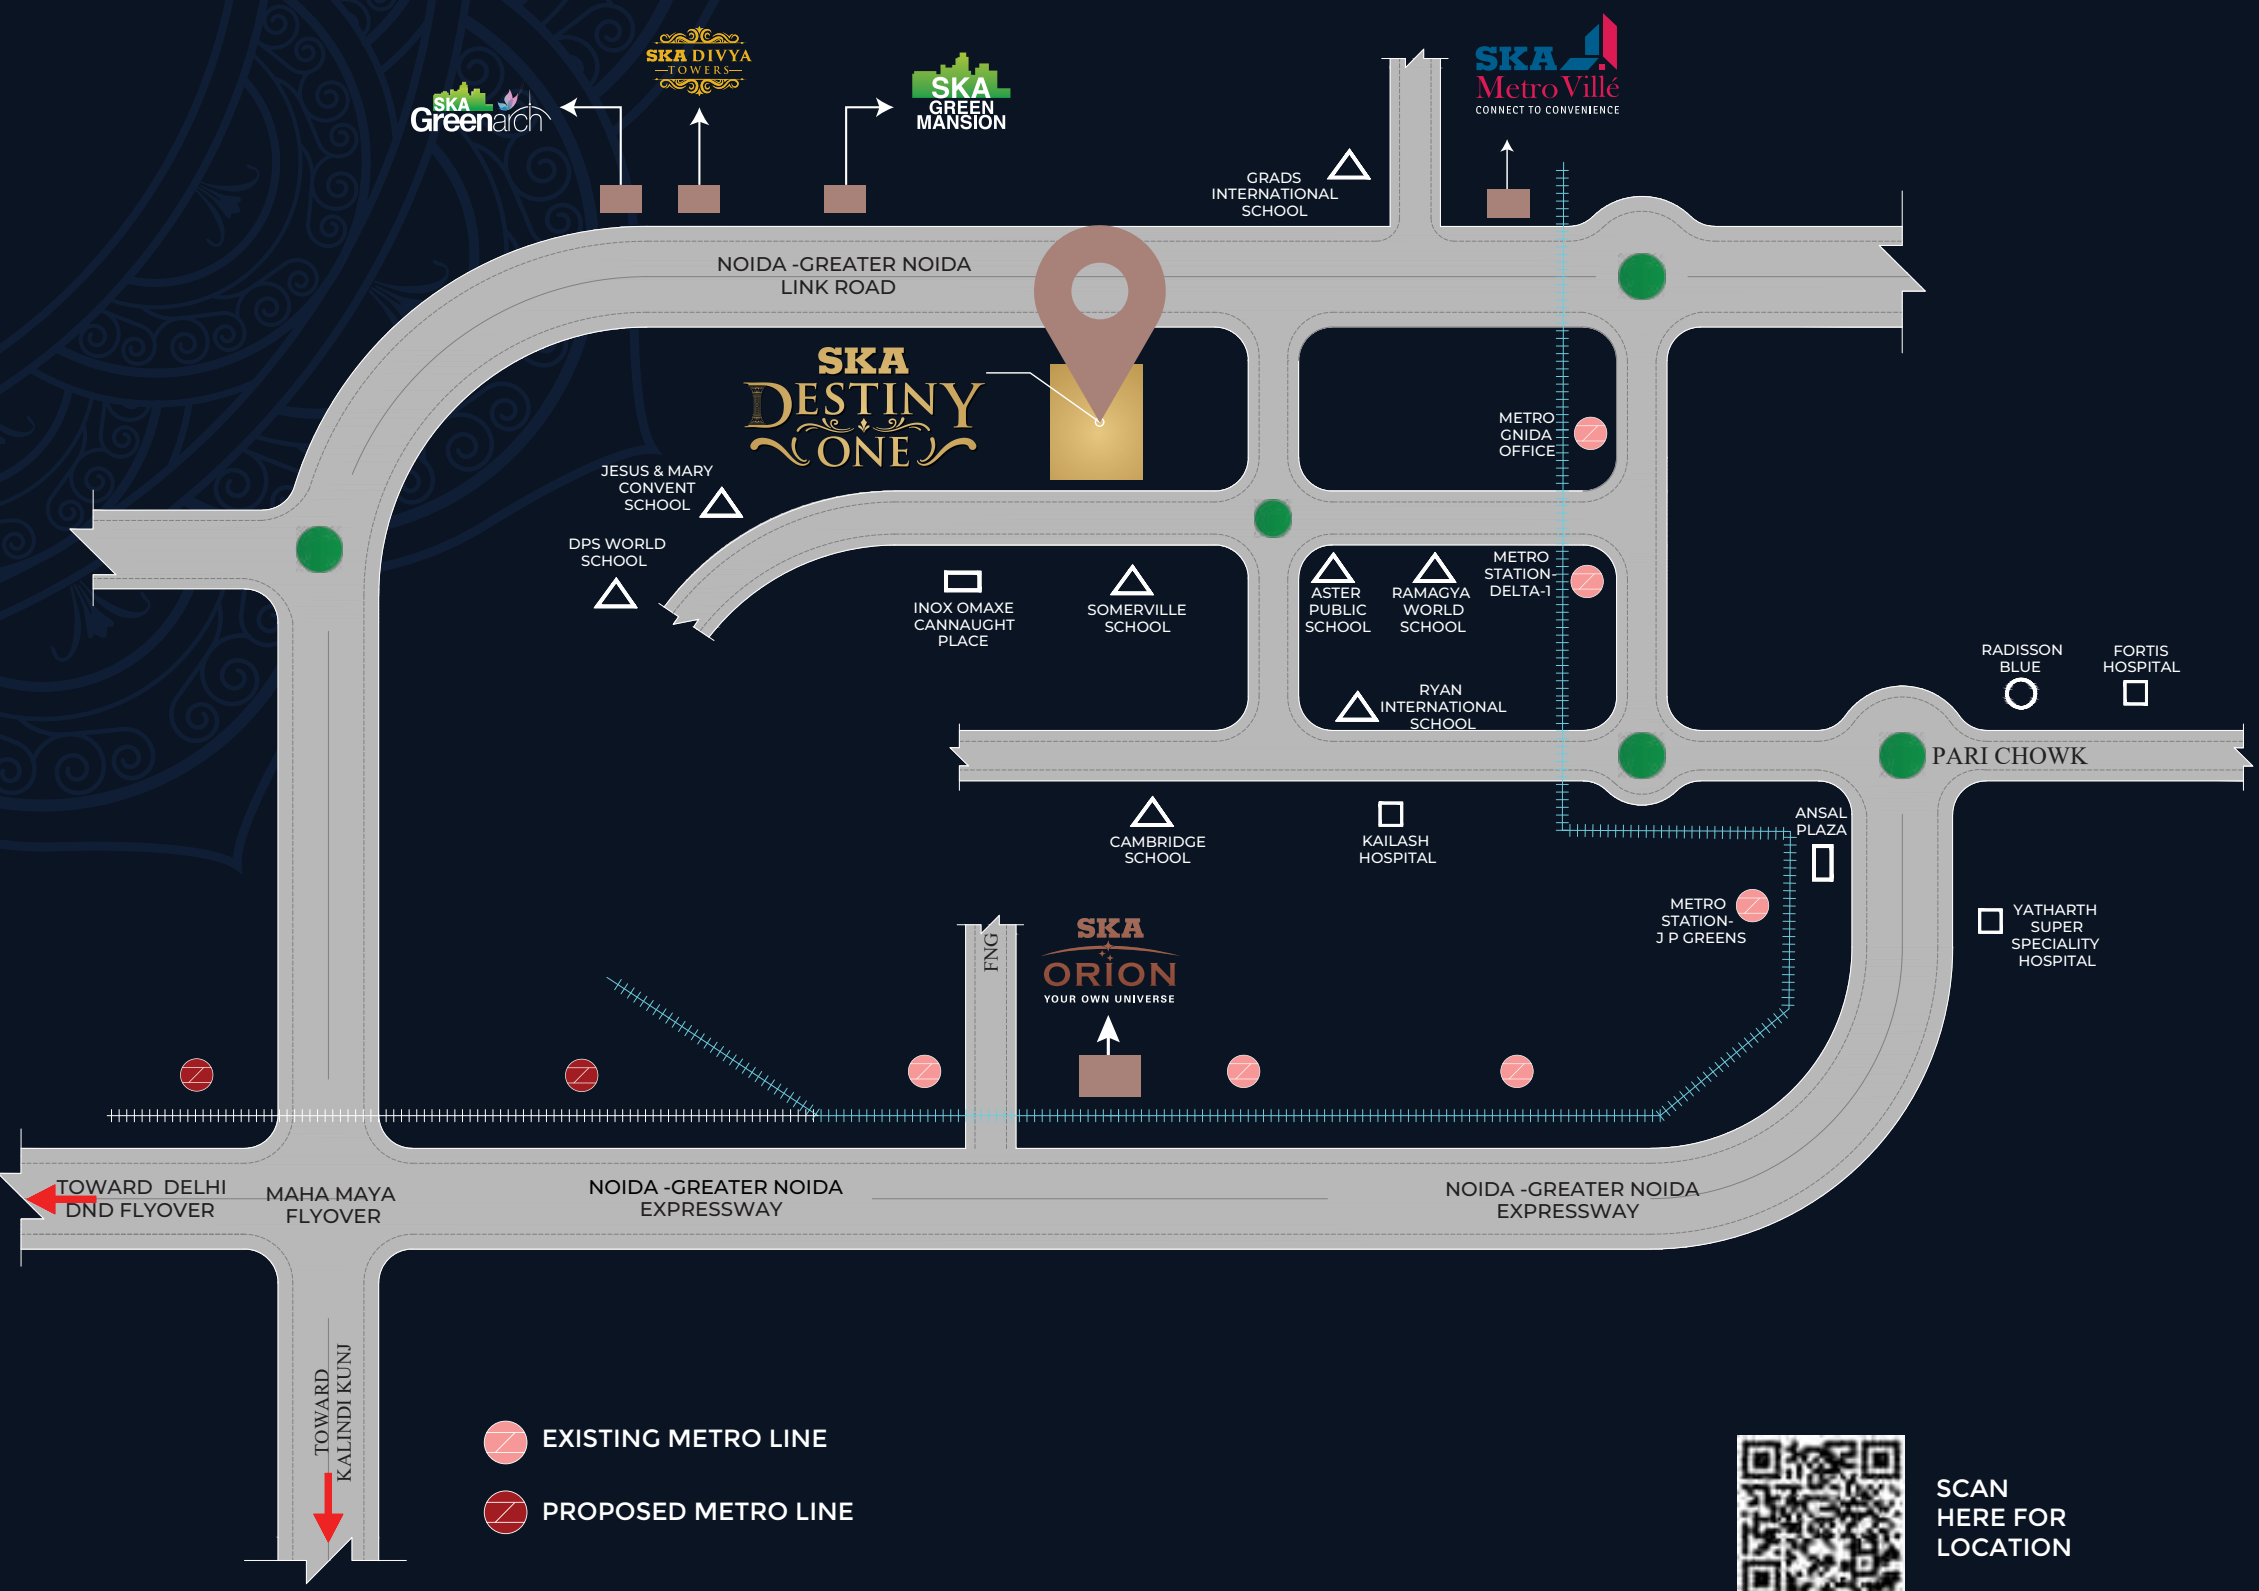 SKA DIVYA
TOWERS
SKA
Greenarch
SKA
GREEN
MANSION
SKA
Metro Villé
CONNECT TO CONVENIENCE
GRADS
INTERNATIONAL
SCHOOL
NOIDA -GREATER NOIDA
LINK ROAD
SKA
DESTINY
ONE
METRO
GNIDA
OFFICE
JESUS & MARY
CONVENT
SCHOOL
DPS WORLD
SCHOOL
INOX OMAXE
CANNAUGHT
PLACE
SOMERVILLE
SCHOOL
ASTER
PUBLIC
SCHOOL
RAMAGYA
WORLD
SCHOOL
METRO
STATION-
DELTA-1
RYAN
INTERNATIONAL
SCHOOL
RADISSON
BLUE
FORTIS
HOSPITAL
PARI CHOWK
CAMBRIDGE
SCHOOL
KAILASH
HOSPITAL
ANSAL
PLAZA
METRO
STATION-
J P GREENS
YATHARTH
SUPER
SPECIALITY
HOSPITAL
FNG
SKA
ORION
YOUR OWN UNIVERSE
TOWARD DELHI
DND FLYOVER
MAHA MAYA
FLYOVER
NOIDA -GREATER NOIDA
EXPRESSWAY
NOIDA -GREATER NOIDA
EXPRESSWAY
TOWARD
KALINDI KUNJ
EXISTING METRO LINE
PROPOSED METRO LINE
SCAN
HERE FOR
LOCATION